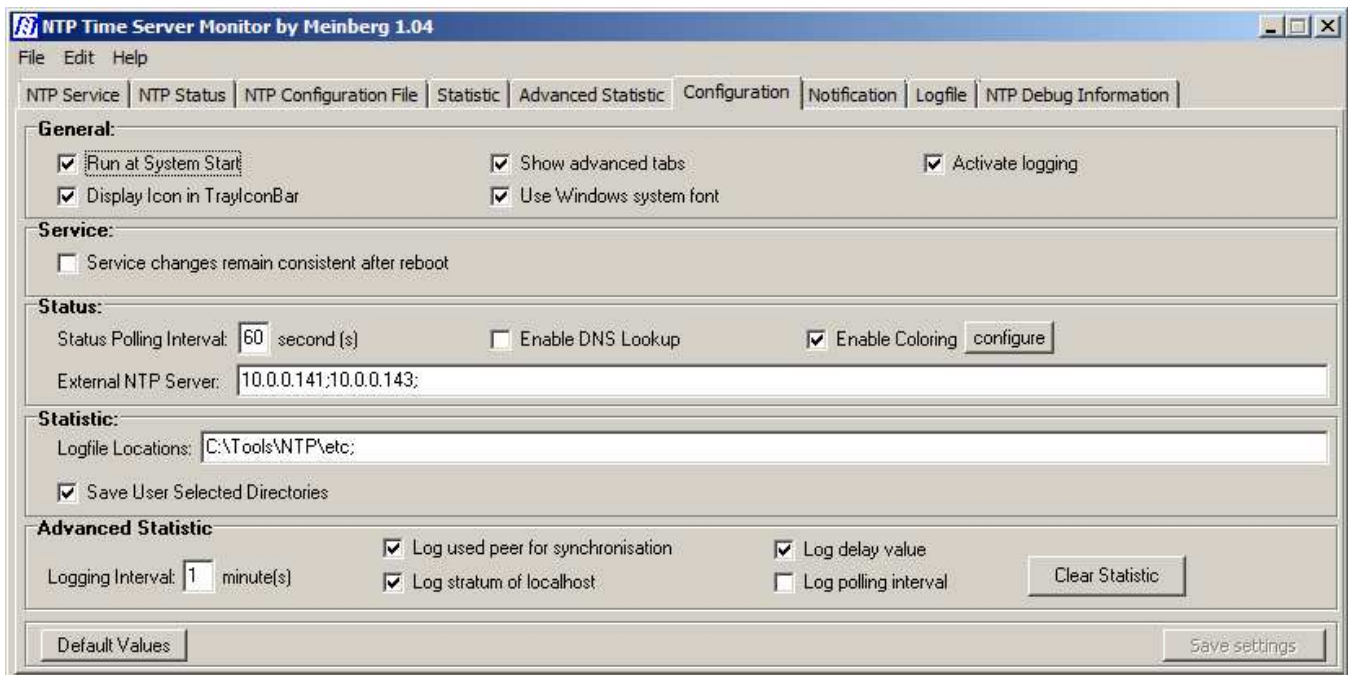 NTP Time Server Monitor by Meinberg 1.04
File Edit Help
NTP Service NTP Status NTP Configuration File Statistic Advanced Statistic Configuration Notification Logfile NTP Debug Information
General:
Run at System Start Show advanced tabs Activate logging
Display Icon in TrayIconBar Use Windows system font
Service:
Service changes remain consistent after reboot
Status:
Status Polling Interval: 60 second (s) Enable DNS Lookup Enable Coloring configure
External NTP Server: 10.0.0.141;10.0.0.143;
Statistic:
Logfile Locations: C:\Tools\NTP\etc;
Save User Selected Directories
Advanced Statistic
Log used peer for synchronisation Log delay value
Logging Interval: 1 minute(s) Log stratum of localhost Log polling interval Clear Statistic
Default Values Save settings